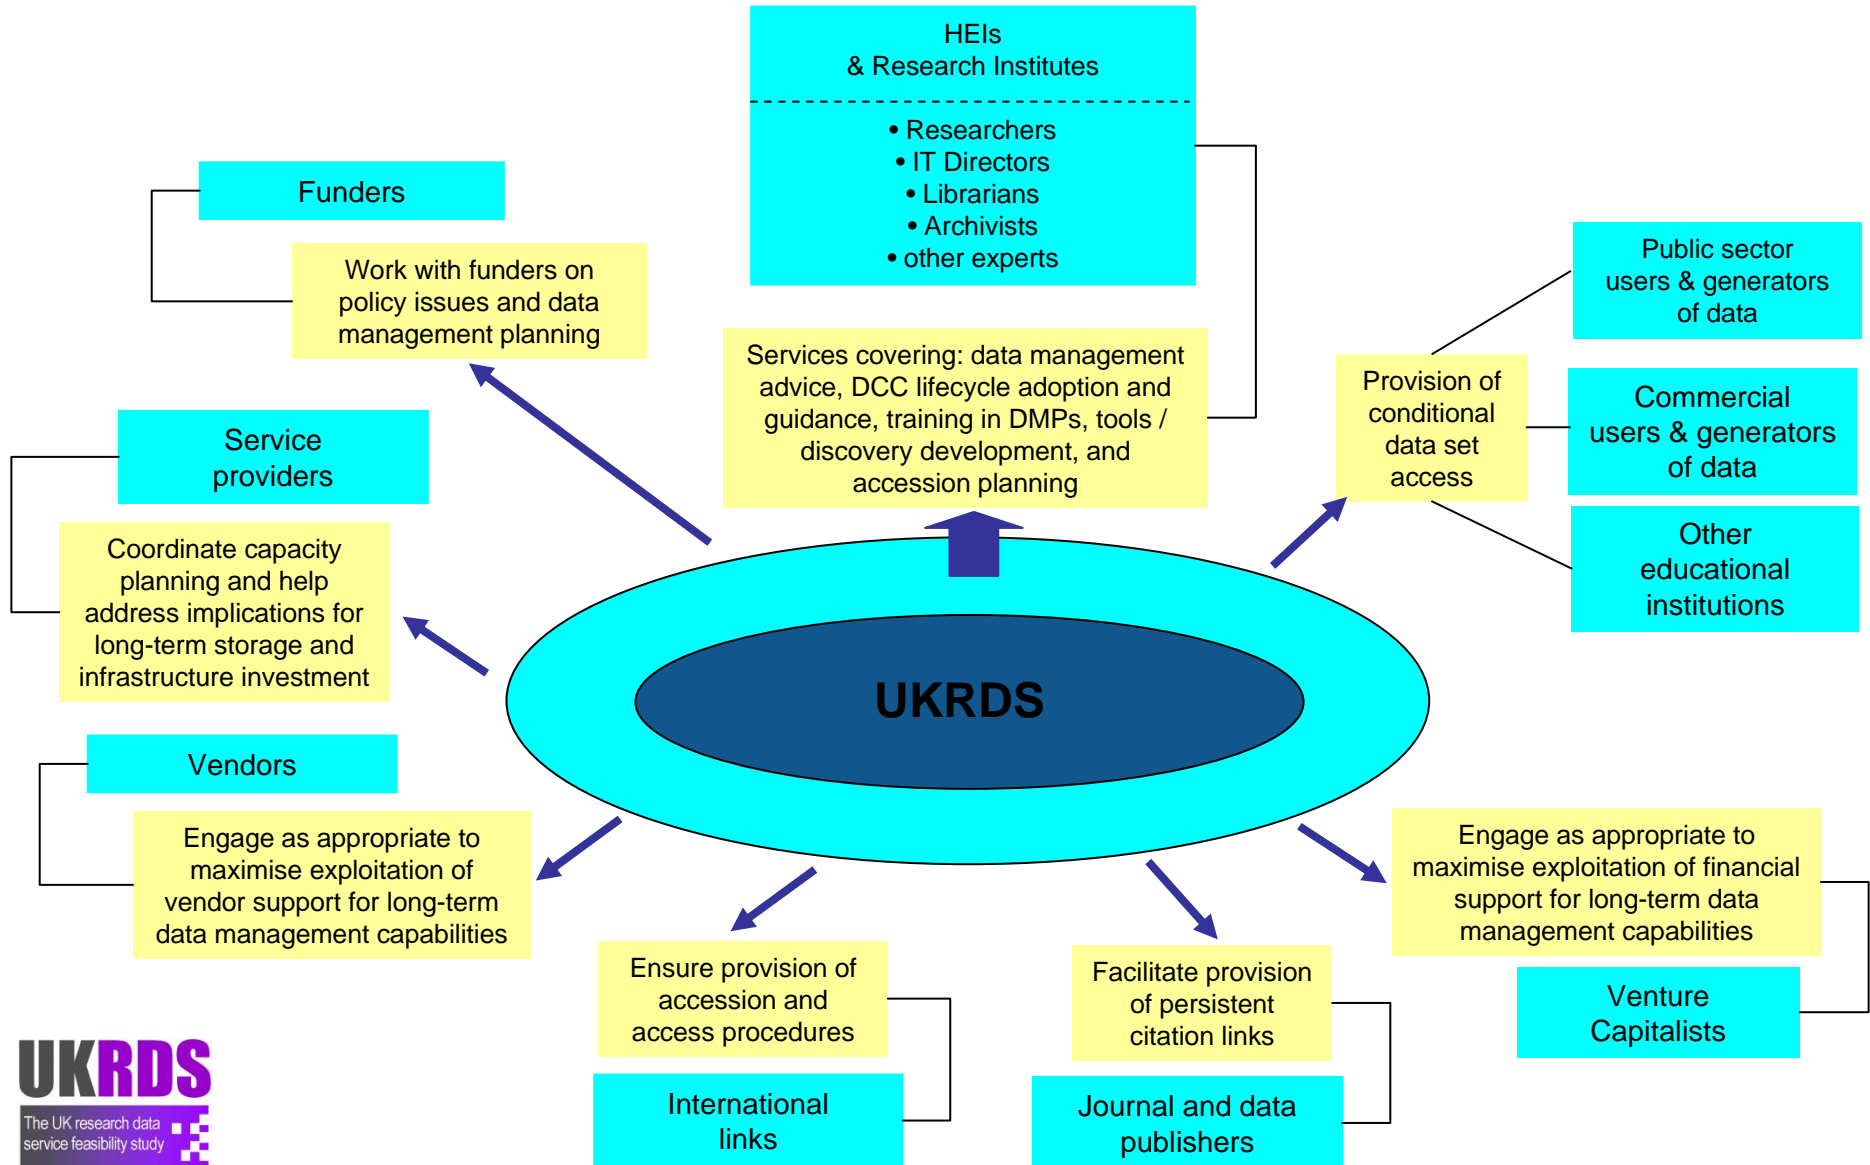 HEIs
& Research Institutes
• Researchers
• IT Directors
• Librarians
• Archivists
• other experts
Funders
Work with funders on
policy issues and data
management planning
Services covering: data management
advice, DCC lifecycle adoption and
guidance, training in DMPs, tools /
discovery development, and
accession planning
Public sector
users & generators
of data
Provision of
conditional
data set
access
Commercial
users & generators
of data
Other
educational
institutions
Service
providers
Coordinate capacity
planning and help
address implications for
long-term storage and
infrastructure investment
UKRDS
Vendors
Engage as appropriate to
maximise exploitation of
vendor support for long-term
data management capabilities
Engage as appropriate to
maximise exploitation of financial
support for long-term data
management capabilities
Venture
Capitalists
Ensure provision of
accession and
access procedures
International
links
Facilitate provision
of persistent
citation links
Journal and data
publishers
UKRDS
The UK research data
service feasibility study